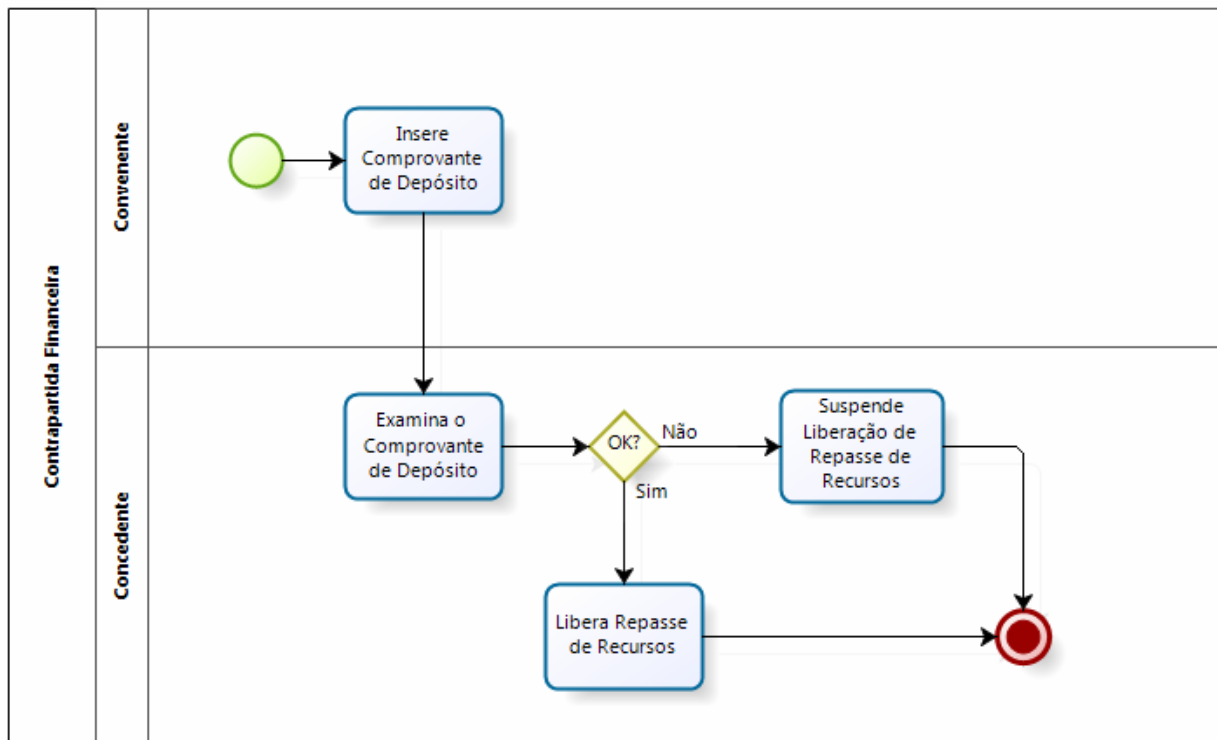 Contrapartida Financeira
Convenente
Insere
Comprovante
de Depósito
Concedente
Examina o
Comprovante
de Depósito
OK?
Não
Sim
Suspende
Liberação de
Repasse de
Recursos
Libera Repasse
de Recursos